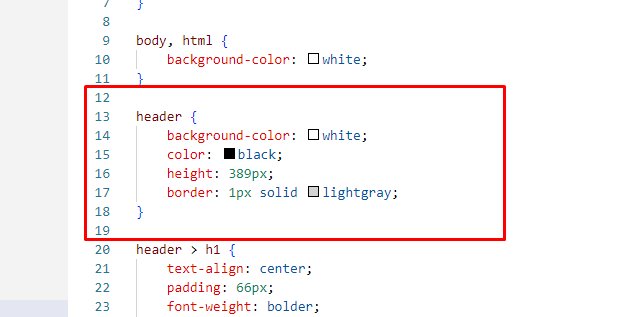 7 }
8
9 body, html {
10 background-color: white;
11 }
12
13 header {
14 background-color: white;
15 color: black;
16 height: 389px;
17 border: 1px solid lightgray;
18 }
19
20 header > h1 {
21 text-align: center;
22 padding: 66px;
23 font-weight: bolder;